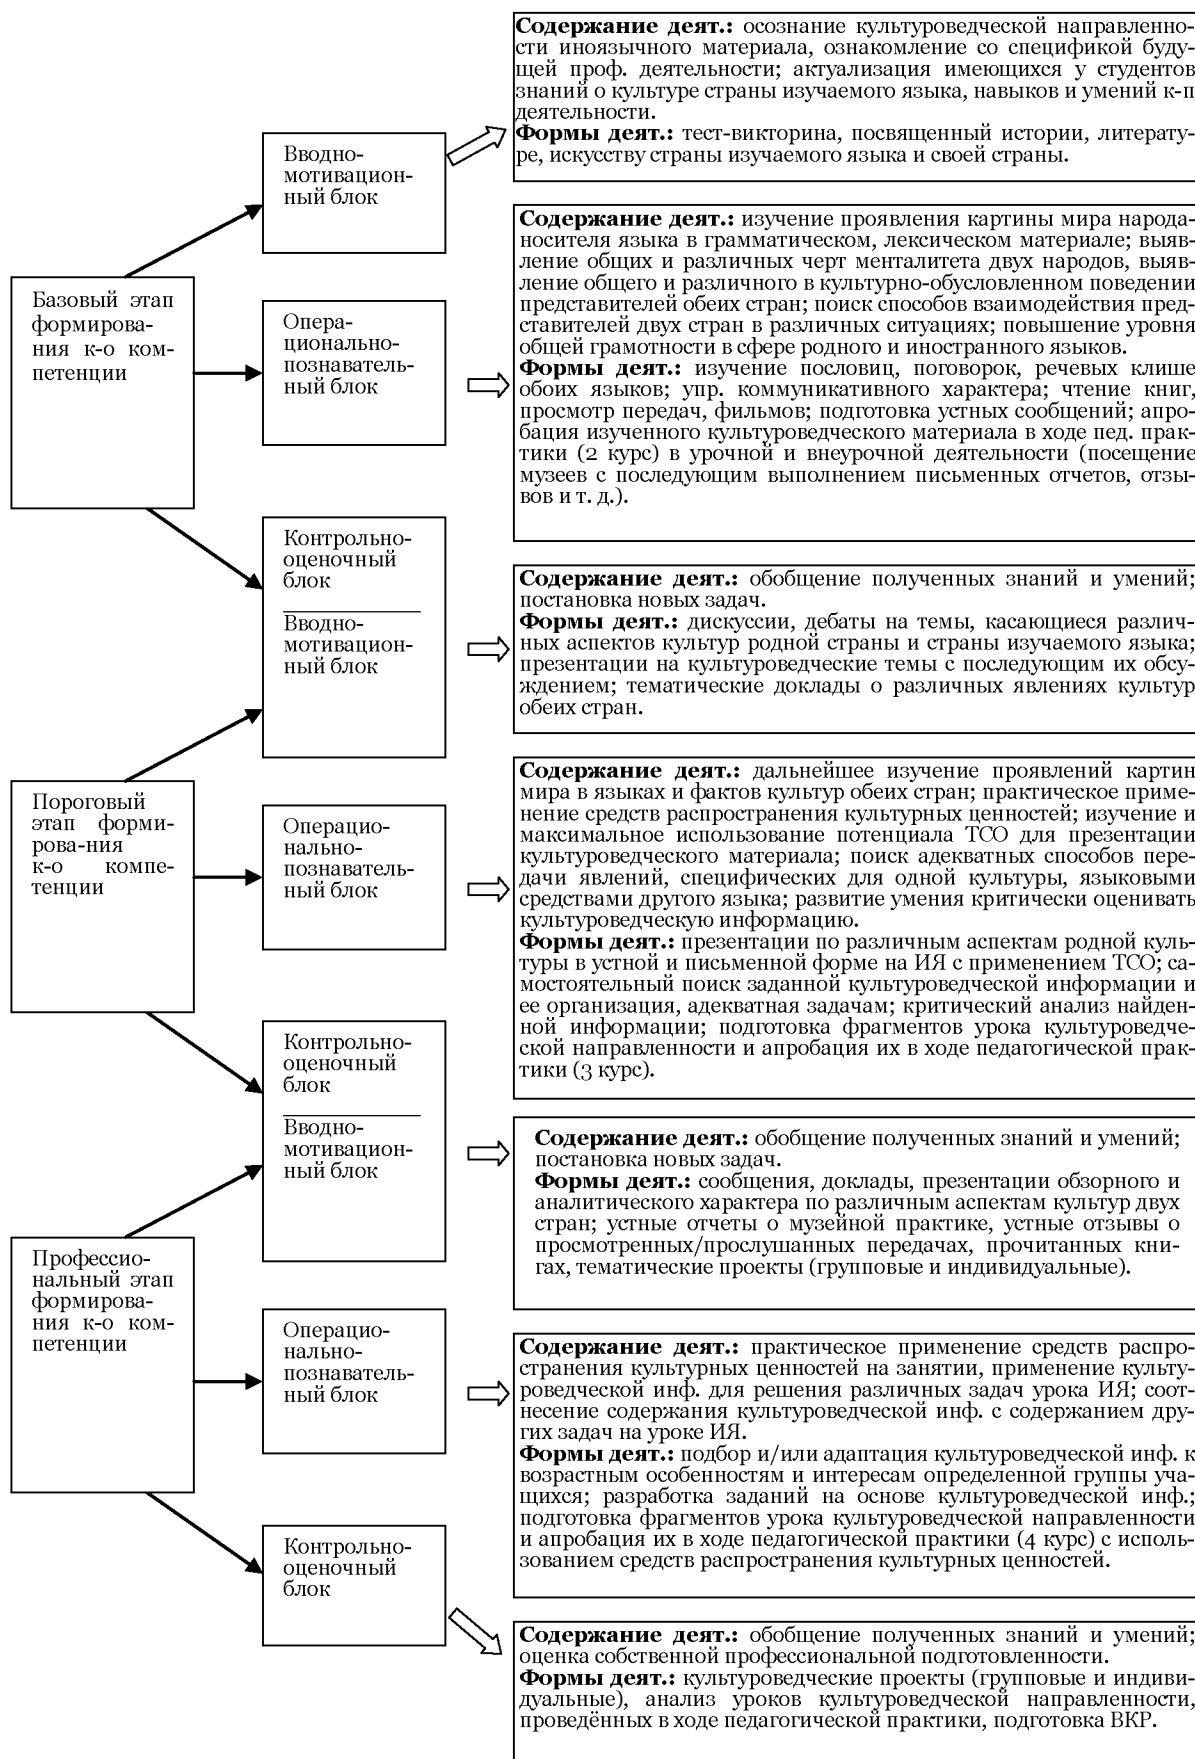 Содержание деят.: осознание культуроведческой направленно-
сти иноязычного материала, ознакомление со спецификой буду-
щей проф. деятельности; актуализация имеющихся у студентов
знаний о культуре страны изучаемого языка, навыков и умений к-п
деятельности.
Формы деят.: тест-викторина, посвященный истории, литерату-
ре, искусству страны изучаемого языка и своей страны.
Вводно-
мотивацион-
ный блок
Содержание деят.: изучение проявления картины мира народа-
носителя языка в грамматическом, лексическом материале; выяв-
ление общих и различных черт менталитета двух народов, выяв-
ление общего и различного в культурно-обусловленном поведении
представителей обеих стран; поиск способов взаимодействия пред-
ставителей двух стран в различных ситуациях; повышение уровня
общей грамотности в сфере родного и иностранного языков.
Формы деят.: изучение пословиц, поговорок, речевых клише
обоих языков; упр. коммуникативного характера; чтение книг,
просмотр передач, фильмов; подготовка устных сообщений; апро-
бация изученного культуроведческого материала в ходе пед. прак-
тики (2 курс) в урочной и внеурочной деятельности (посещение
музеев с последующим выполнением письменных отчетов, отзы-
вов и т. д.).
Базовый этап
формирова-
ния к-о ком-
петенции
Опера-
ционально-
познаватель-
ный блок
Контрольно-
оценочный
блок
Вводно-
мотивацион-
ный блок
Содержание деят.: обобщение полученных знаний и умений;
постановка новых задач.
Формы деят.: дискуссии, дебаты на темы, касающиеся различ-
ных аспектов культур родной страны и страны изучаемого языка;
презентации на культуроведческие темы с последующим их обсу-
ждением; тематические доклады о различных явлениях культур
обеих стран.
Пороговый
этап форми-
рова-ния
к-о компе-
тенции
Операцио-
нально-
познаватель-
ный блок
Содержание деят.: дальнейшее изучение проявлений картин
мира в языках и фактов культур обеих стран; практическое приме-
нение средств распространения культурных ценностей; изучение и
максимальное использование потенциала ТСО для презентации
культуроведческого материала; поиск адекватных способов пере-
дачи явлений, специфических для одной культуры, языковыми
средствами другого языка; развитие умения критически оценивать
культуроведческую информацию.
Формы деят.: презентации по различным аспектам родной куль-
туры в устной и письменной форме на ИЯ с применением ТСО; са-
мостоятельный поиск заданной культуроведческой информации и
ее организация, адекватная задачам; критический анализ найден-
ной информации; подготовка фрагментов урока культуроведче-
ской направленности и апробация их в ходе педагогической прак-
тики (3 курс).
Контрольно-
оценочный
блок
Вводно-
мотивацион-
ный блок
Содержание деят.: обобщение полученных знаний и умений;
постановка новых задач.
Формы деят.: сообщения, доклады, презентации обзорного и
аналитического характера по различным аспектам культур двух
стран; устные отчеты о музейной практике, устные отзывы о
просмотренных/прослушанных передачах, прочитанных кни-
гах, тематические проекты (групповые и индивидуальные).
Профессио-
нальный этап
формирова-
ния к-о ком-
петенции
Операцио-
нально-
познаватель-
ный блок
Содержание деят.: практическое применение средств распро-
странения культурных ценностей на занятии, применение культу-
роведческой инф. для решения различных задач урока ИЯ; соот-
несение содержания культуроведческой инф. с содержанием дру-
гих задач на уроке ИЯ.
Формы деят.: подбор и/или адаптация культуроведческой инф. к
возрастным особенностям и интересам определенной группы уча-
щихся; разработка заданий на основе культуроведческой инф.;
подготовка фрагментов урока культуроведческой направленности
и апробация их в ходе педагогической практики (4 курс) с исполь-
зованием средств распространения культурных ценностей.
Контрольно-
оценочный
блок
Содержание деят.: обобщение полученных знаний и умений;
оценка собственной профессиональной подготовленности.
Формы деят.: культуроведческие проекты (групповые и индиви-
дуальные), анализ уроков культуроведческой направленности,
проведённых в ходе педагогической практики, подготовка ВКР.